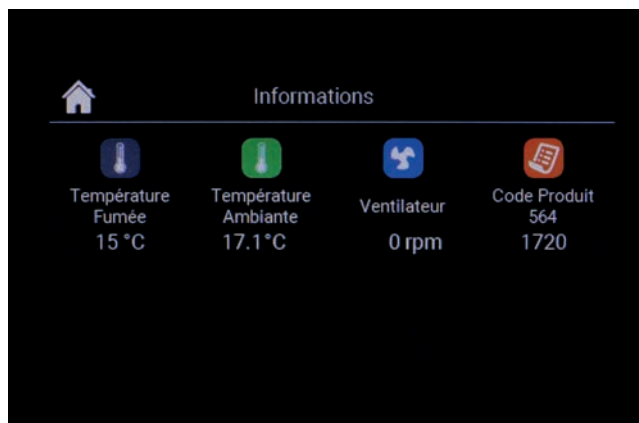 Informations
Température
Fumée
15 °C
Température
Ambiante
17.1°C
Ventilateur
0 rpm
Code Produit
564
1720